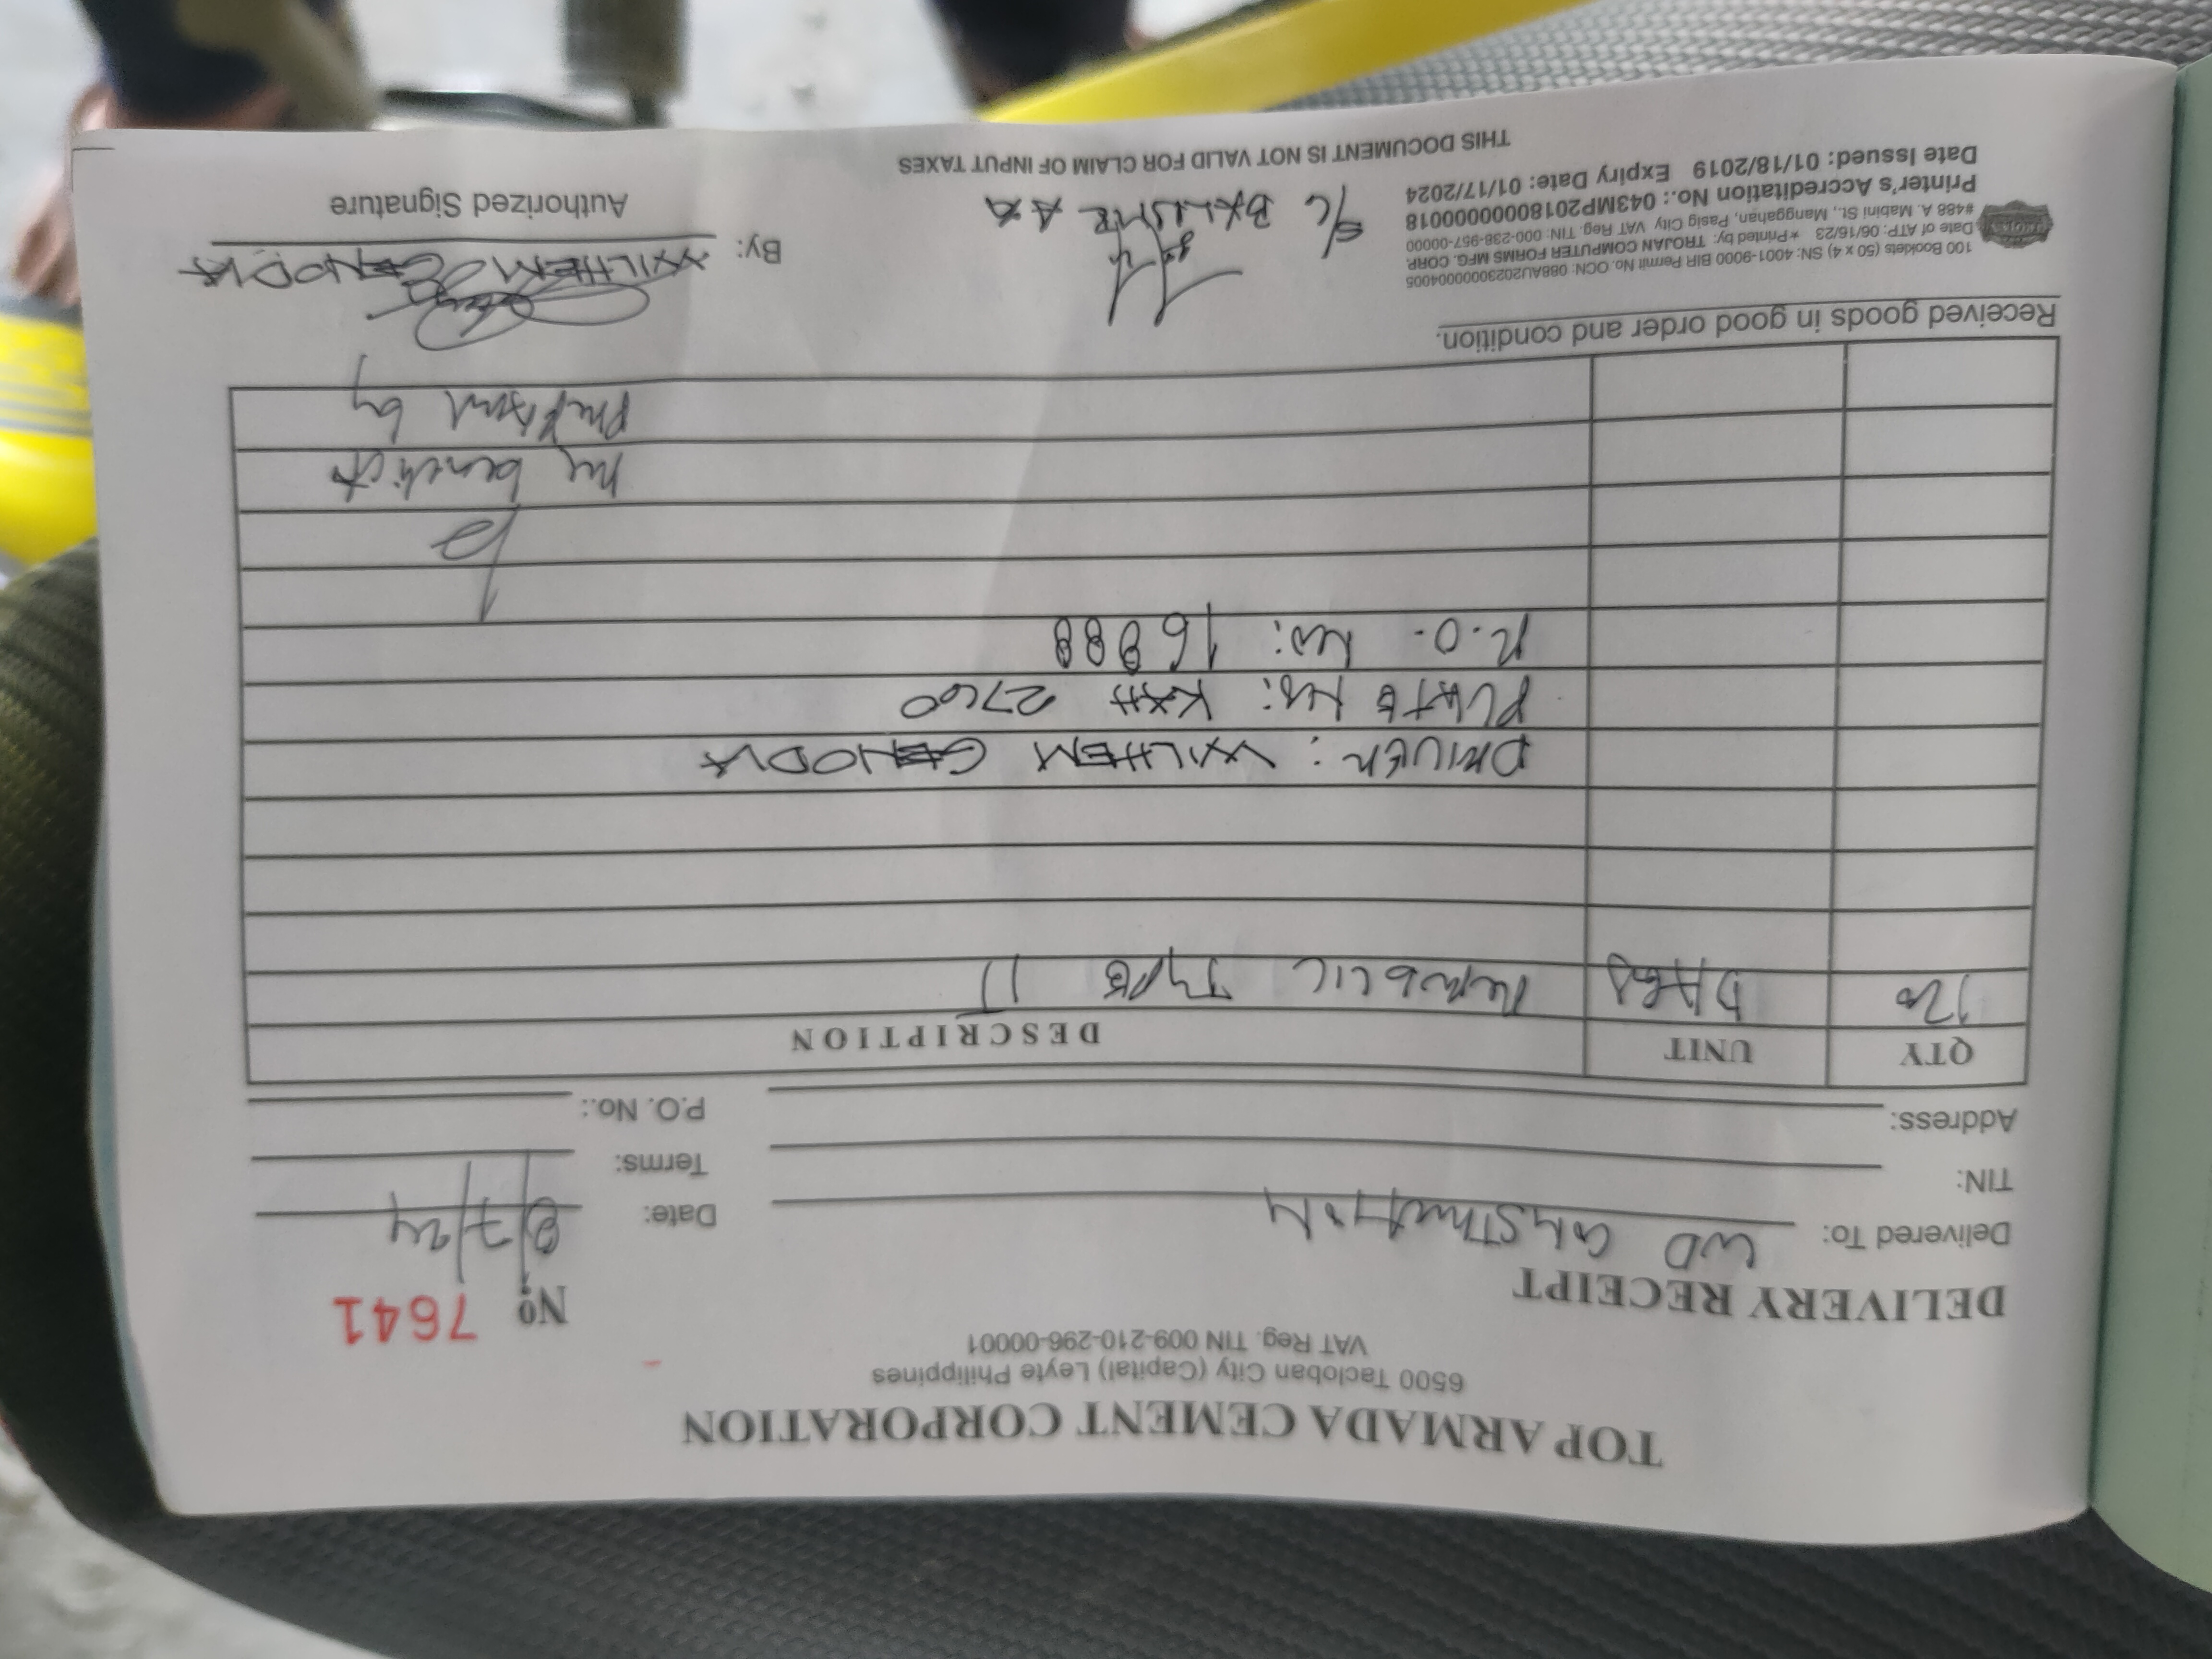 TOP ARMADA CEMENT CORPORATION
6500 Tacloban City (Capital) Leyte Philippines
VAT Reg. TIN 009-210-296-00001
DELIVERY RECEIPT
Nº 7641
Delivered To: WD CONSTRUCTION
Date: 8/7/24
TIN:
Terms:
Address:
P.O. No.:
QTY UNIT DESCRIPTION
120 BAGS REPUBLIC TYPE 1T
DRIVER: WILHEM GENODIA
PLATE NO: KAH 2760
R.O. NO: 16988
Received goods in good order and condition.
100 Booklets (50 x 4) SN: 4001-9000 BIR Permit No. OCN: 088AU20230000004005
Date of ATP: 06/16/23 *Printed by: TROJAN COMPUTER FORMS MFG. CORP.
#488 A. Mabini St., Manggahan, Pasig City VAT Reg. TIN: 000-238-957-00000
Printer's Accreditation No.: 043MP20180000000018
Date Issued: 01/18/2019 Expiry Date: 01/17/2024
THIS DOCUMENT IS NOT VALID FOR CLAIM OF INPUT TAXES
By: WILHEM GENODIA
Authorized Signature